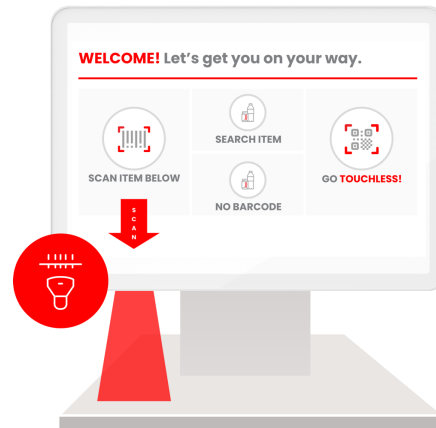 WELCOME! Let's get you on your way.
SCAN ITEM BELOW
SEARCH ITEM
NO BARCODE
GO TOUCHLESS!
SCAN